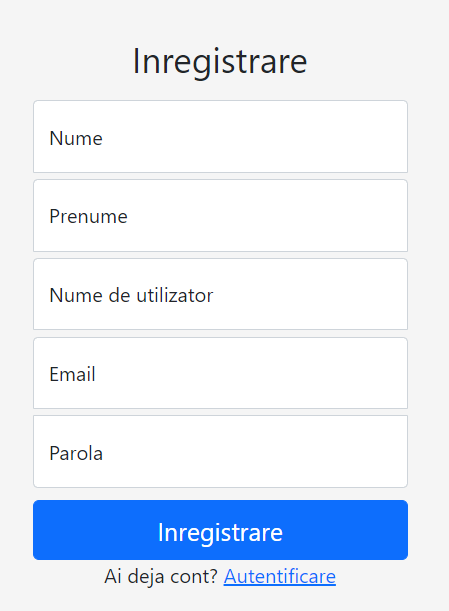 Inregistrare
Nume
Prenume
Nume de utilizator
Email
Parola
Inregistrare
Ai deja cont? Autentificare